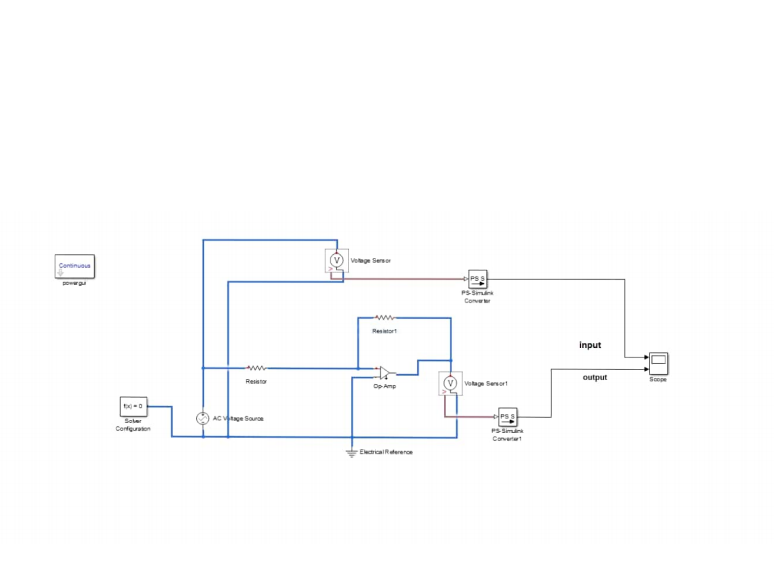 Continuous
powergui
V
Voltage Sensor
PS S
PS-Simulink
Converter
Resistor1
input
Resistor
Op-Amp
V
Voltage Sensor1
output
Scope
f(x) = 0
Solver
Configuration
AC Voltage Source
PS S
PS-Simulink
Converter1
Electrical Reference